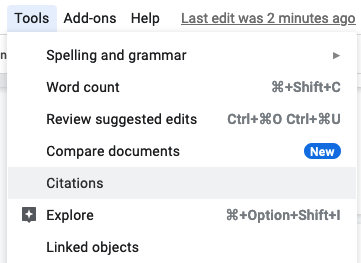 Tools Add-ons Help Last edit was 2 minutes ago
Spelling and grammar
Word count ⌘+Shift+C
Review suggested edits Ctrl+⌘O Ctrl+⌘U
Compare documents New
Citations
Explore ⌘+Option+Shift+I
Linked objects